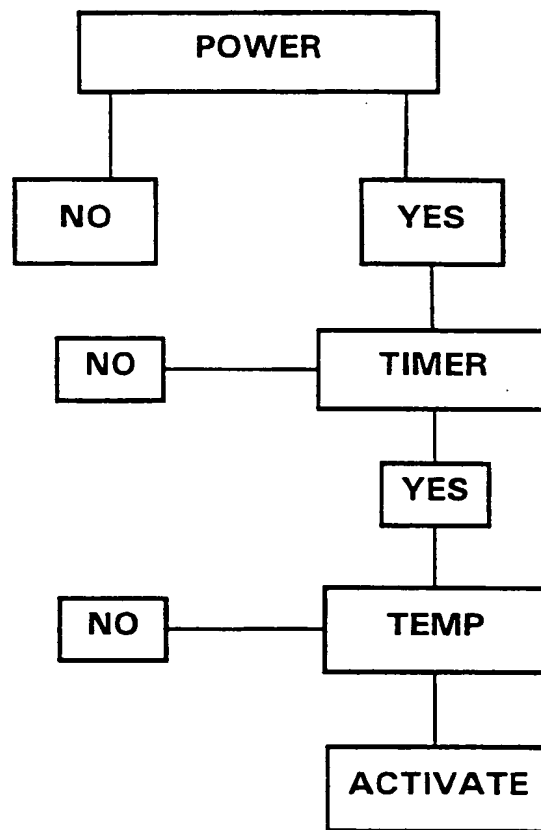 POWER
NO
YES
NO
TIMER
YES
NO
TEMP
ACTIVATE